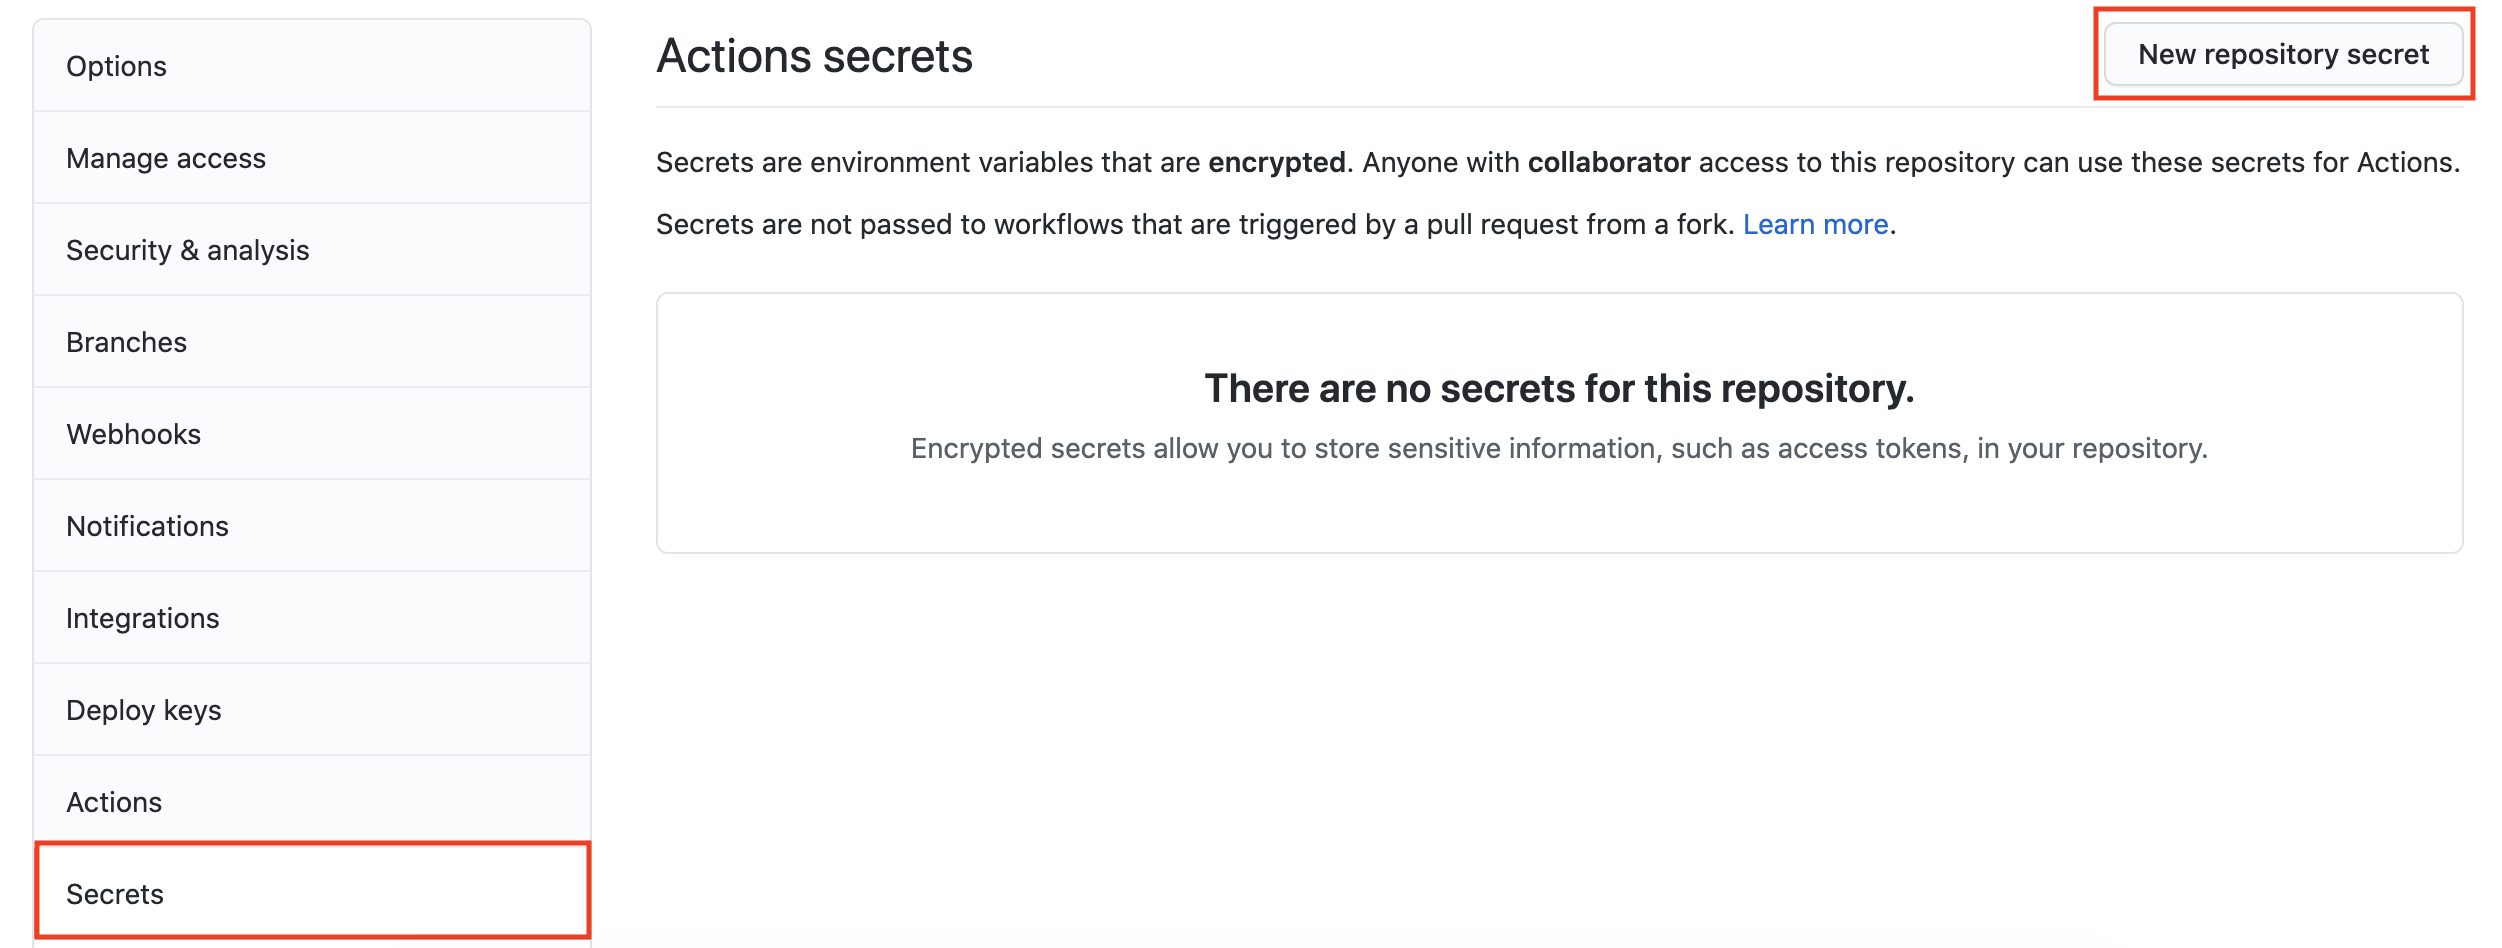 Options
Manage access
Security & analysis
Branches
Webhooks
Notifications
Integrations
Deploy keys
Actions
Secrets
Actions secrets
New repository secret
Secrets are environment variables that are encrypted. Anyone with collaborator access to this repository can use these secrets for Actions.
Secrets are not passed to workflows that are triggered by a pull request from a fork. Learn more.
There are no secrets for this repository.
Encrypted secrets allow you to store sensitive information, such as access tokens, in your repository.